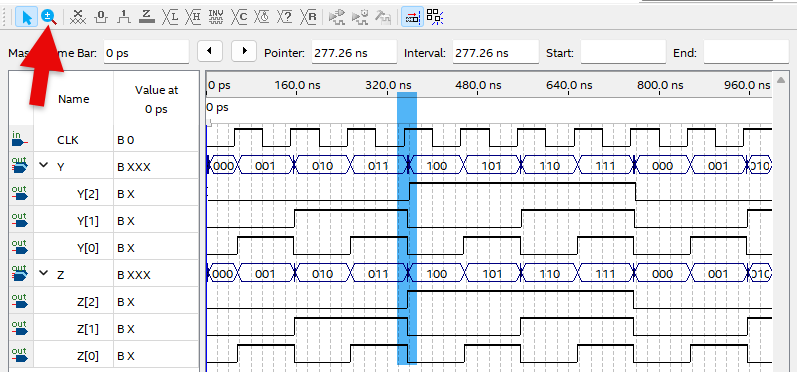 Master Time Bar: 0 ps Pointer: 277.26 ns Interval: 277.26 ns Start: End:
Name Value at 0 ps
0 ps 160.0 ns 320.0 ns 480.0 ns 640.0 ns 800.0 ns 960.0 ns
0 ps
in CLK B 0
out Y B XXX 000 001 010 011 100 101 110 111 000 001 010
out Y[2] B X
out Y[1] B X
out Y[0] B X
out Z B XXX 000 001 010 011 100 101 110 111 000 001 010
out Z[2] B X
out Z[1] B X
out Z[0] B X